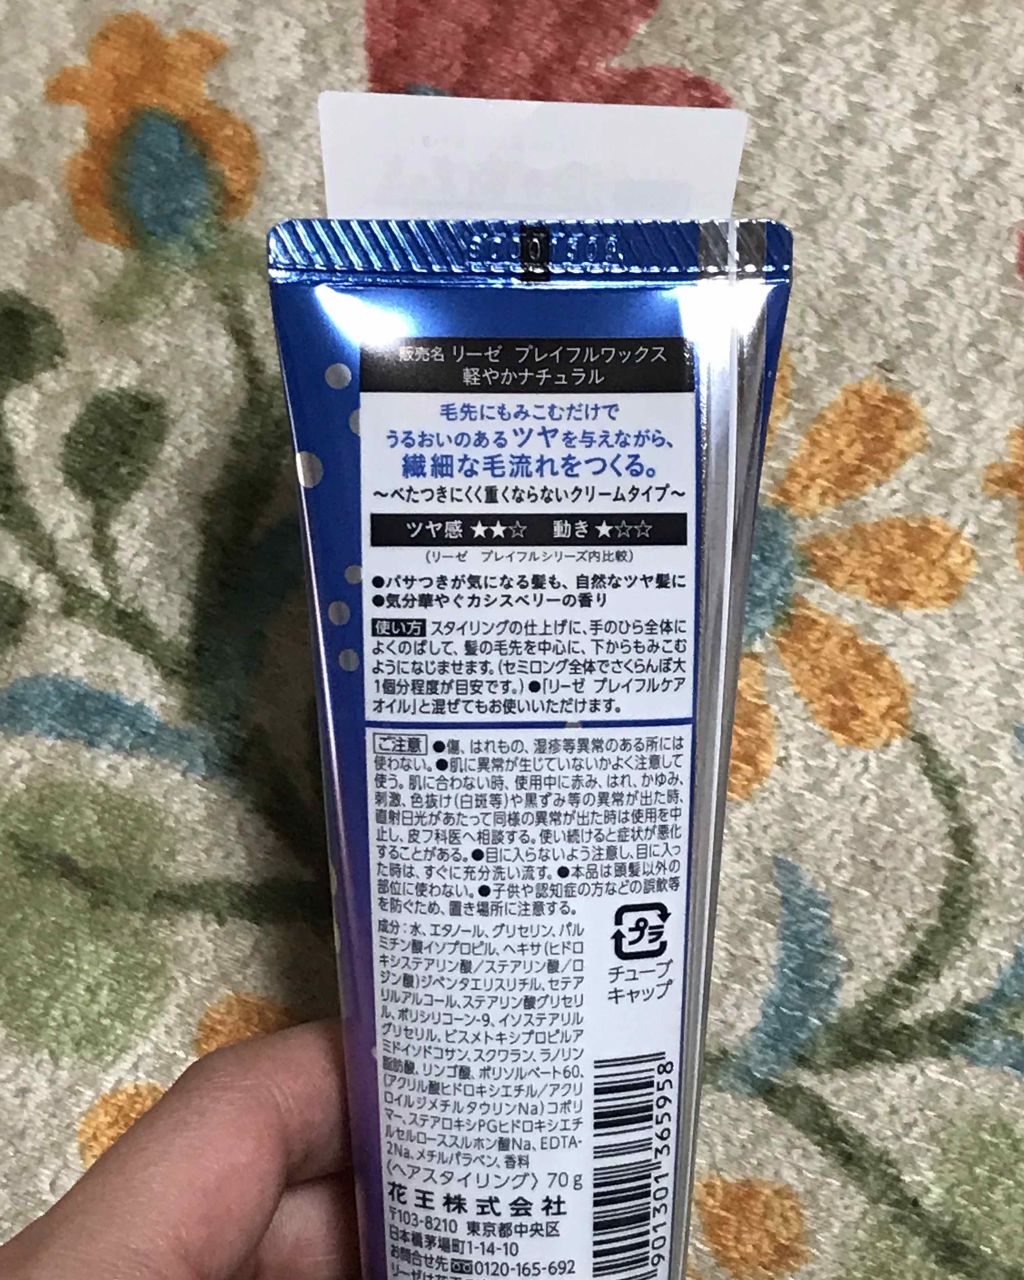 販売名 リーゼ プレイフルワックス
軽やかナチュラル
毛先にもみこむだけで
うるおいのあるツヤを与えながら、
繊細な毛流れをつくる。
～べたつきにくく重くならないクリームタイプ～
ツヤ感 ★★☆ 動き ★☆☆
(リーゼ プレイフルシリーズ内比較)
●パサつきが気になる髪も、自然なツヤ髪に
●気分華やぐカシスベリーの香り
使い方 スタイリングの仕上げに、手のひら全体に
よくのばして、髪の毛先を中心に、下からもみこむ
ようになじませます。(セミロング全体でさくらんぼ大
1個分程度が目安です。) ●「リーゼ プレイフルケア
オイル」と混ぜてもお使いいただけます。
ご注意 ●傷、はれもの、湿疹等異常のある所には
使わない。●肌に異常が生じていないかよく注意して
使う。肌に合わない時、使用中に赤み、はれ、かゆみ、
刺激、色抜け(白斑等)や黒ずみ等の異常が出た時、
直射日光があたって同様の異常が出た時は使用を中
止し、皮フ科医へ相談する。使い続けると症状が悪化
することがある。●目に入らないよう注意し、目に入っ
た時は、すぐに充分洗い流す。●本品は頭髪以外の
部位に使わない。●子供や認知症の方などの誤飲等
を防ぐため、置き場所に注意する。
成分：水、エタノール、グリセリン、パル
ミチン酸イソプロピル、ヘキサ(ヒドロ
キシステアリン酸／ステアリン酸／ロ
ジン酸)ジペンタエリスリチル、セテア
リルアルコール、ステアリン酸グリセリ
ル、ポリシリコーン-9、イソステアリル
グリセリル、ビスメトキシプロピルア
ミドイソドコサン、スクワラン、ラノリン
脂肪酸、リンゴ酸、ポリソルベート60、
(アクリル酸ヒドロキシエチル／アクリ
ロイルジメチルタウリンNa)コポリ
マー、ステアロキシPGヒドロキシエチ
ルセルローススルホン酸Na、EDTA-
2Na、メチルパラベン、香料
プラ
チューブ
キャップ
〈ヘアスタイリング〉 70g
花王株式会社
〒103-8210 東京都中央区
日本橋茅場町1-14-10
お問合せ先 0120-165-692
リーゼは花王
901301 365958